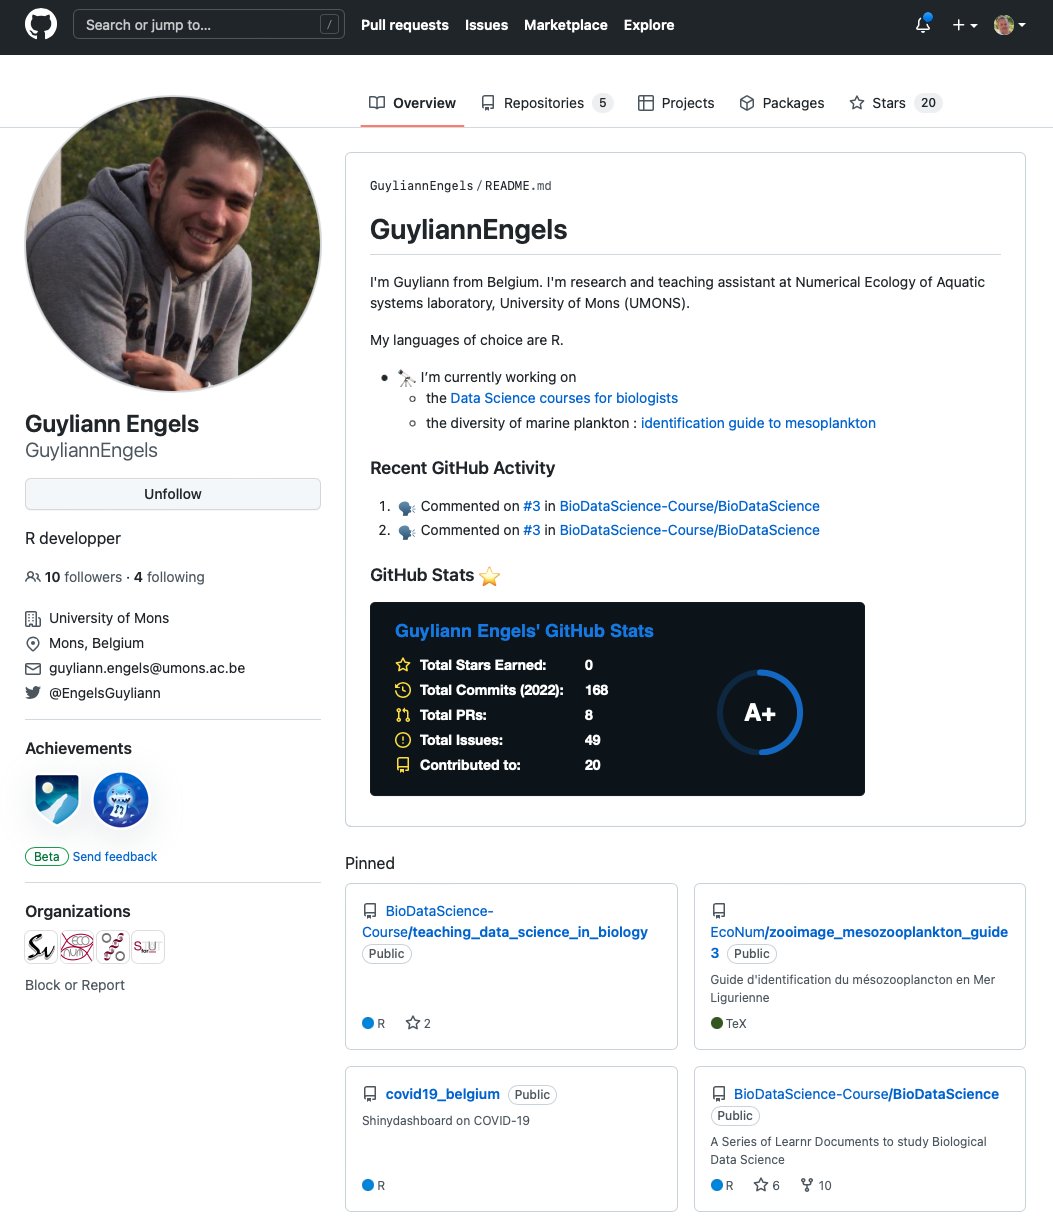 Search or jump to... /
Pull requests Issues Marketplace Explore
Overview Repositories 5 Projects Packages Stars 20
Guyliann Engels
GuyliannEngels
Unfollow
R developper
10 followers · 4 following
University of Mons
Mons, Belgium
guyliann.engels@umons.ac.be
@EngelsGuyliann
Achievements
Beta Send feedback
Organizations
Block or Report
GuyliannEngels / README.md
GuyliannEngels
I'm Guyliann from Belgium. I'm research and teaching assistant at Numerical Ecology of Aquatic
systems laboratory, University of Mons (UMONS).
My languages of choice are R.
I’m currently working on
the Data Science courses for biologists
the diversity of marine plankton : identification guide to mesoplankton
Recent GitHub Activity
1. Commented on #3 in BioDataScience-Course/BioDataScience
2. Commented on #3 in BioDataScience-Course/BioDataScience
GitHub Stats
Guyliann Engels' GitHub Stats
Total Stars Earned: 0
Total Commits (2022): 168
Total PRs: 8
Total Issues: 49
Contributed to: 20
A+
Pinned
BioDataScience-
Course/teaching_data_science_in_biology
Public
R 2
EcoNum/zooimage_mesozooplankton_guide
3 Public
Guide d'identification du mésozooplancton en Mer
Ligurienne
TeX
covid19_belgium Public
Shinydashboard on COVID-19
R
BioDataScience-Course/BioDataScience
Public
A Series of Learnr Documents to study Biological
Data Science
R 6 10